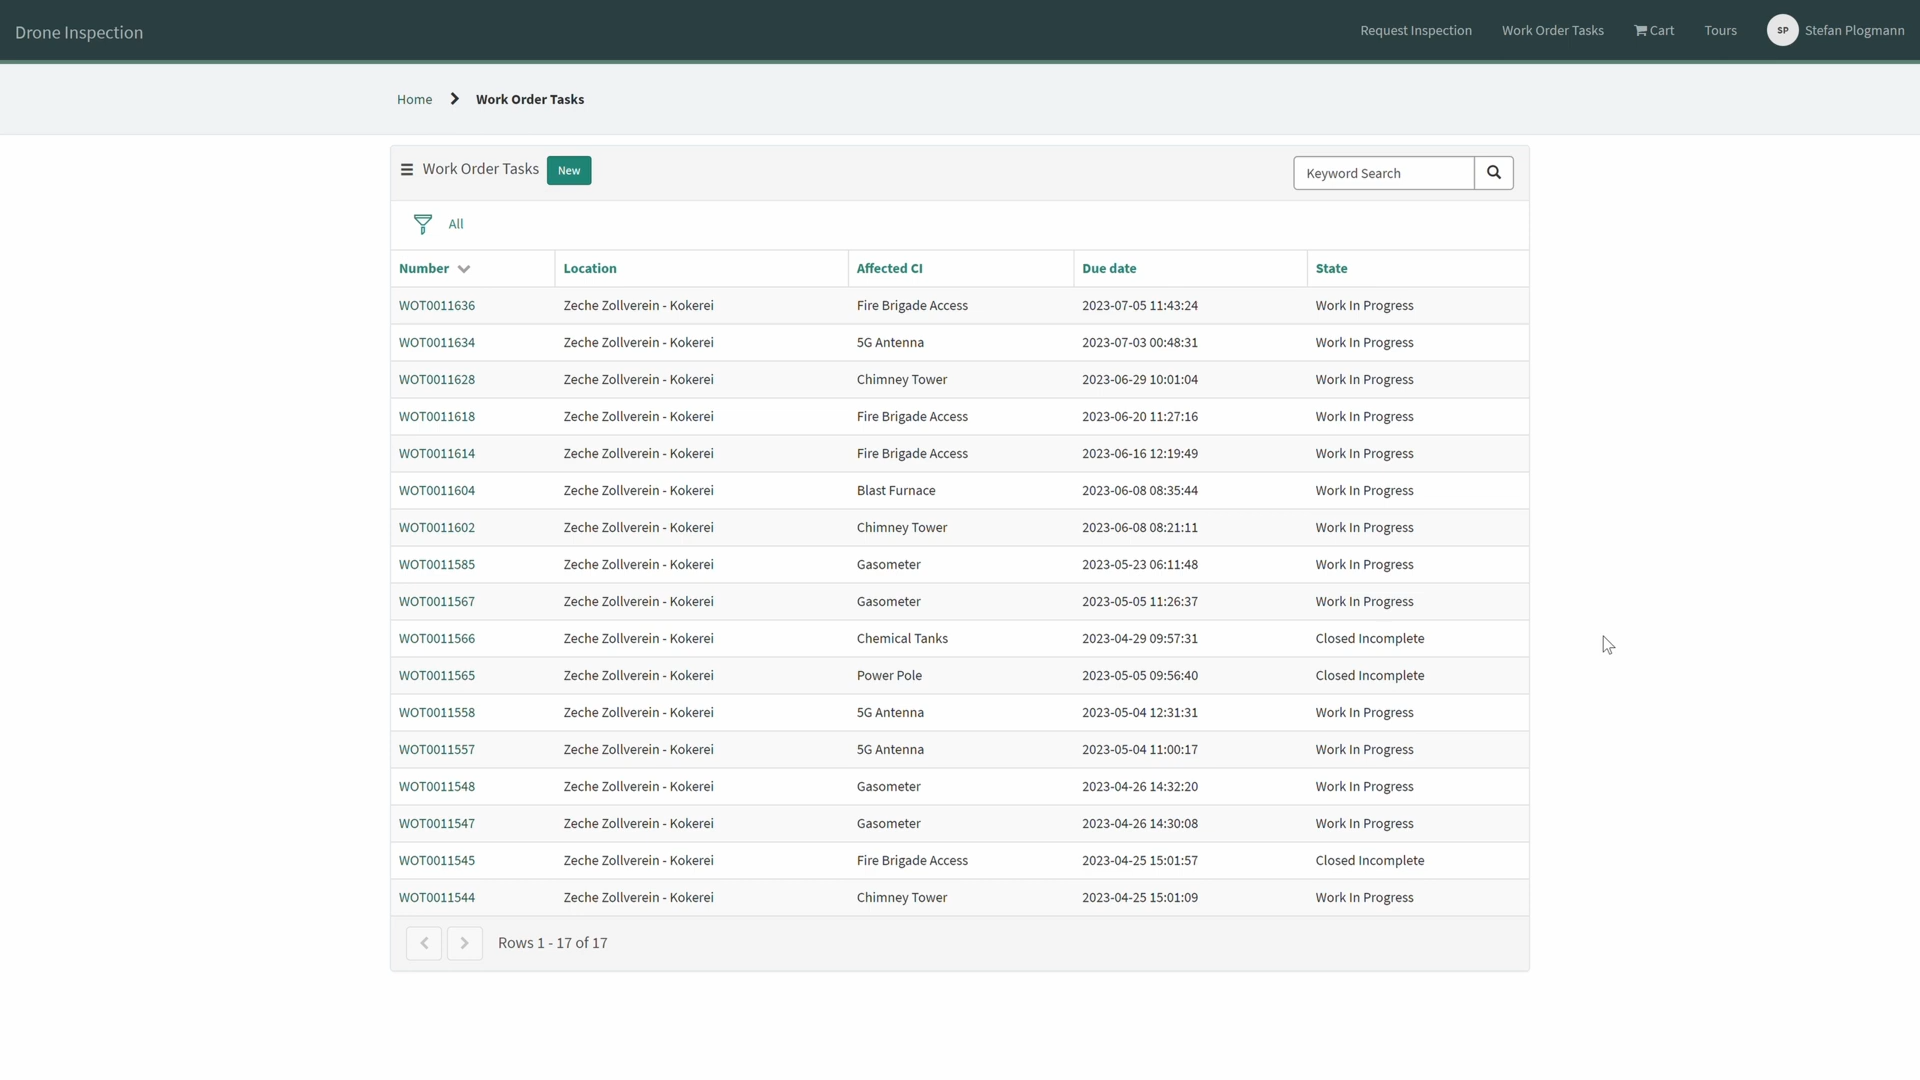 Drone Inspection
Request Inspection
Work Order Tasks
Cart
Tours
SP
Stefan Plogmann
Home
Work Order Tasks
Work Order Tasks
New
Keyword Search
All
Number Location Affected CI Due date State
WOT0011636 Zeche Zollverein - Kokerei Fire Brigade Access 2023-07-05 11:43:24 Work In Progress
WOT0011634 Zeche Zollverein - Kokerei 5G Antenna 2023-07-03 00:48:31 Work In Progress
WOT0011628 Zeche Zollverein - Kokerei Chimney Tower 2023-06-29 10:01:04 Work In Progress
WOT0011618 Zeche Zollverein - Kokerei Fire Brigade Access 2023-06-20 11:27:16 Work In Progress
WOT0011614 Zeche Zollverein - Kokerei Fire Brigade Access 2023-06-16 12:19:49 Work In Progress
WOT0011604 Zeche Zollverein - Kokerei Blast Furnace 2023-06-08 08:35:44 Work In Progress
WOT0011602 Zeche Zollverein - Kokerei Chimney Tower 2023-06-08 08:21:11 Work In Progress
WOT0011585 Zeche Zollverein - Kokerei Gasometer 2023-05-23 06:11:48 Work In Progress
WOT0011567 Zeche Zollverein - Kokerei Gasometer 2023-05-05 11:26:37 Work In Progress
WOT0011566 Zeche Zollverein - Kokerei Chemical Tanks 2023-04-29 09:57:31 Closed Incomplete
WOT0011565 Zeche Zollverein - Kokerei Power Pole 2023-05-05 09:56:40 Closed Incomplete
WOT0011558 Zeche Zollverein - Kokerei 5G Antenna 2023-05-04 12:31:31 Work In Progress
WOT0011557 Zeche Zollverein - Kokerei 5G Antenna 2023-05-04 11:00:17 Work In Progress
WOT0011548 Zeche Zollverein - Kokerei Gasometer 2023-04-26 14:32:20 Work In Progress
WOT0011547 Zeche Zollverein - Kokerei Gasometer 2023-04-26 14:30:08 Work In Progress
WOT0011545 Zeche Zollverein - Kokerei Fire Brigade Access 2023-04-25 15:01:57 Closed Incomplete
WOT0011544 Zeche Zollverein - Kokerei Chimney Tower 2023-04-25 15:01:09 Work In Progress
Rows 1 - 17 of 17